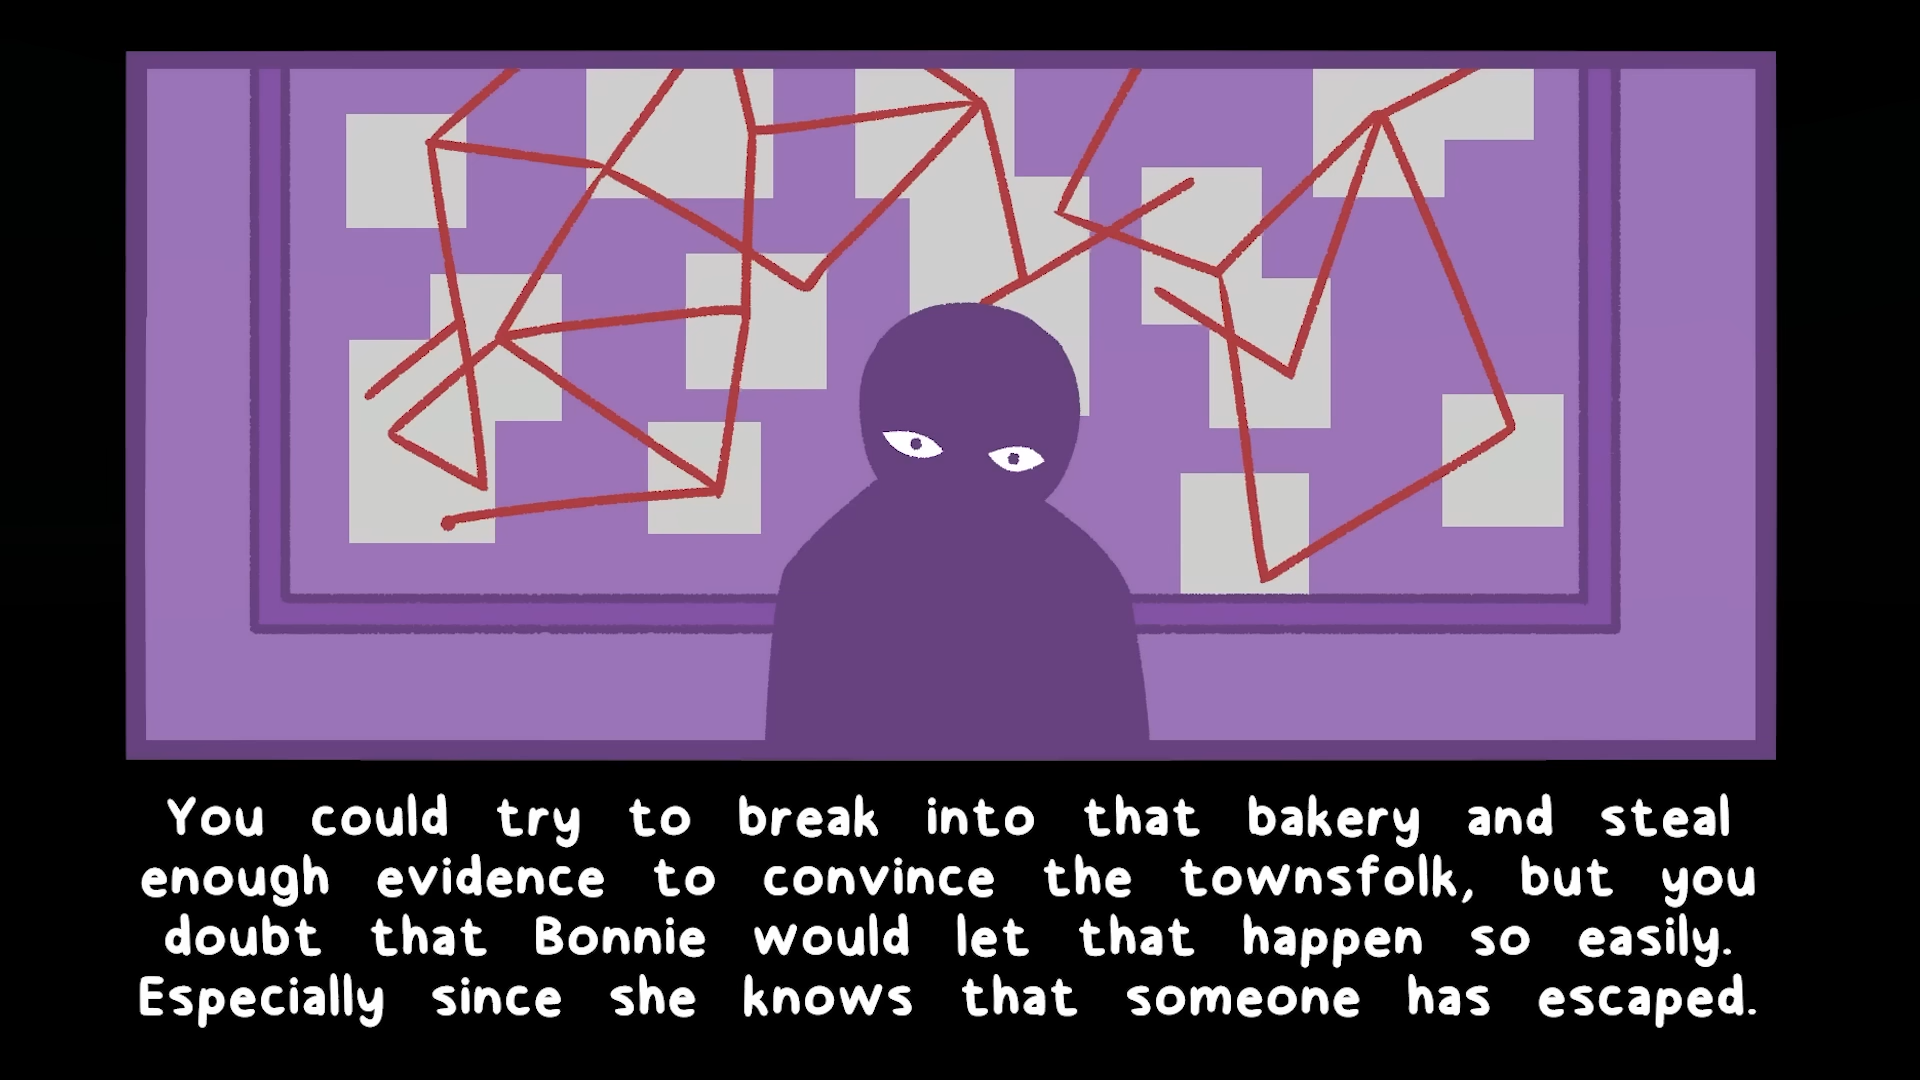 You could try to break into that bakery and steal
enough evidence to convince the townsfolk, but you
doubt that Bonnie would let that happen so easily.
Especially since she knows that someone has escaped.